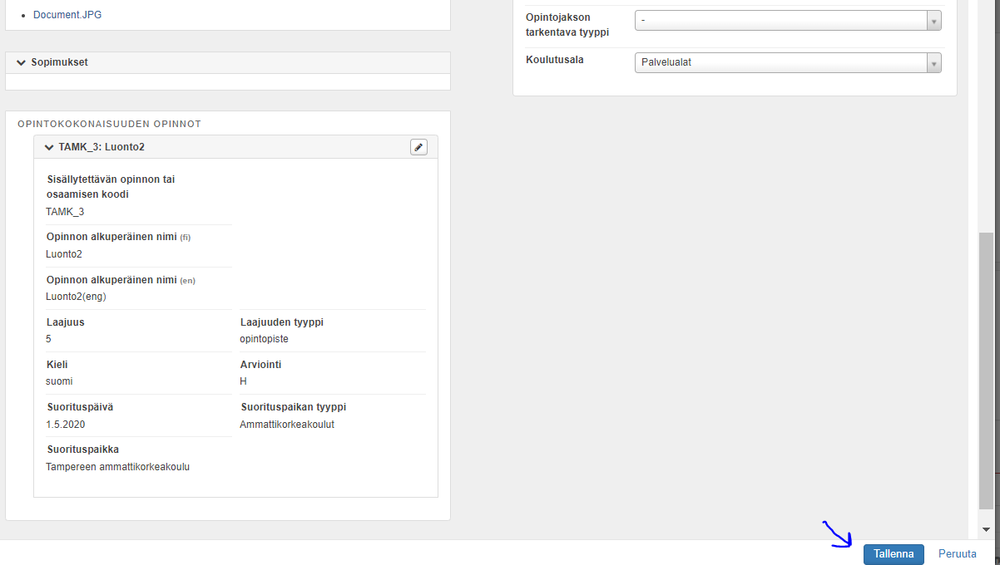 Document.JPG
Sopimukset
OPINTOKOKONAISUUDEN OPINNOT
TAMK_3: Luonto2
Sisällytettävän opinnon tai
osaamisen koodi
TAMK_3
Opinnon alkuperäinen nimi (fi)
Luonto2
Opinnon alkuperäinen nimi (en)
Luonto2(eng)
Laajuus
5
Laajuuden tyyppi
opintopiste
Kieli
suomi
Arviointi
H
Suorituspäivä
1.5.2020
Suorituspaikan tyyppi
Ammattikorkeakoulut
Suorituspaikka
Tampereen ammattikorkeakoulu
Opintojakson
tarkentava tyyppi
-
Koulutusala
Palvelualat
Tallenna
Peruuta